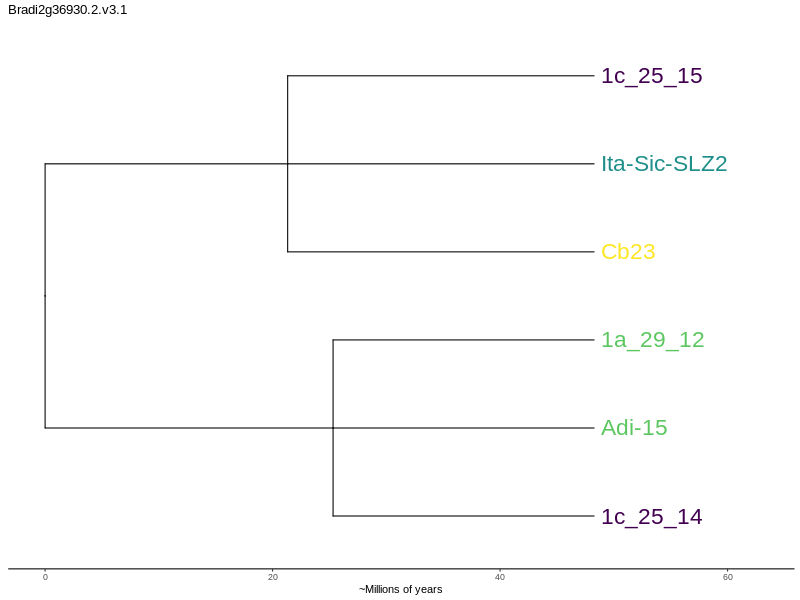 Bradi2g36930.2.v3.1
1c_25_15
Ita-Sic-SLZ2
Cb23
1a_29_12
Adi-15
1c_25_14
0 20 40 60
~Millions of years